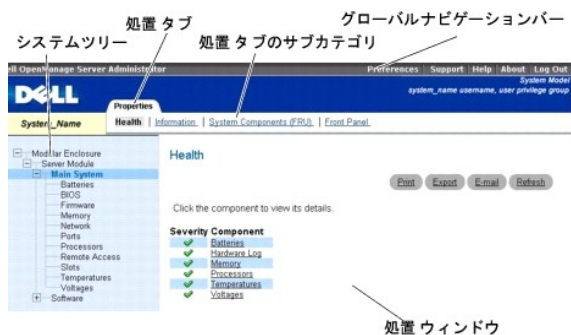 グローバルナビゲーションバー
処置 タブ
システムツリー
処置 タブのサブカテゴリ
ell OpenManage Server Administrator
Preferences | Support | Help | About | Log Out
System Model
system_name username, user privilege group
DELL
Properties
System_Name
Health | Information | System Components (FRU) | Front Panel
Modular Enclosure
Server Module
Main System
Batteries
BIOS
Firmware
Memory
Network
Ports
Processors
Remote Access
Slots
Temperatures
Voltages
Software
Health
Print Export E-mail Refresh
Click the component to view its details.
Severity Component
Batteries
Hardware Log
Memory
Processors
Temperatures
Voltages
処置 ウィンドウ